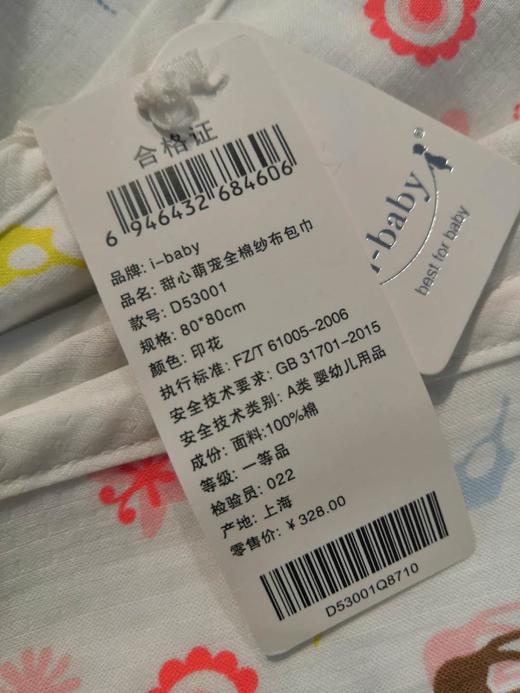 合格证
6 946432 684606
品牌: i-baby
品名: 甜心萌宠全棉纱布包巾
款号: D53001
规格: 80*80cm
颜色: 印花
执行标准: FZ/T 61005-2006
安全技术要求: GB 31701-2015
安全技术类别: A类 婴幼儿用品
成份: 面料:100%棉
等级: 一等品
检验员: 022
产地: 上海
零售价: ¥ 328.00
D53001Q8710
i-baby®
best for baby